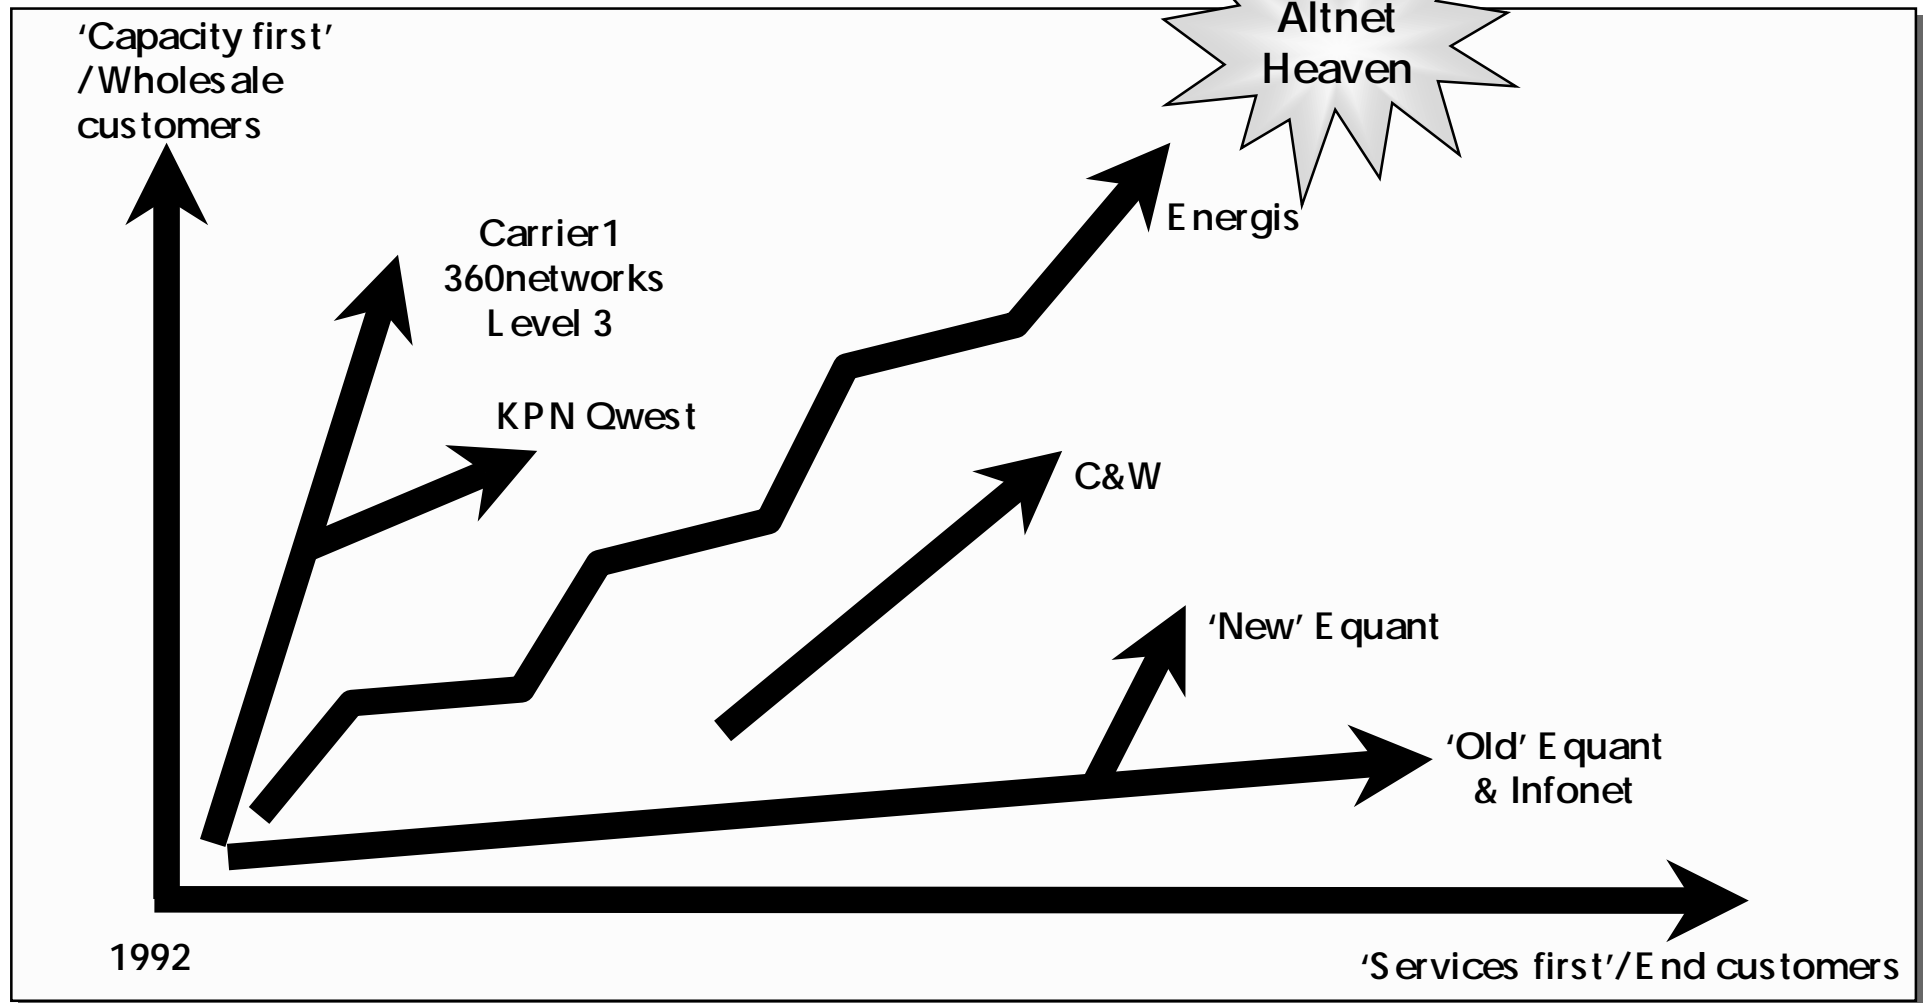 ‘Capacity first’
/Wholesale
customers
Altnet
Heaven
Energis
Carrier1
360networks
Level 3
KPN Qwest
C&W
‘New’ Equant
‘Old’ Equant
& Infonet
1992
‘Services first’/End customers